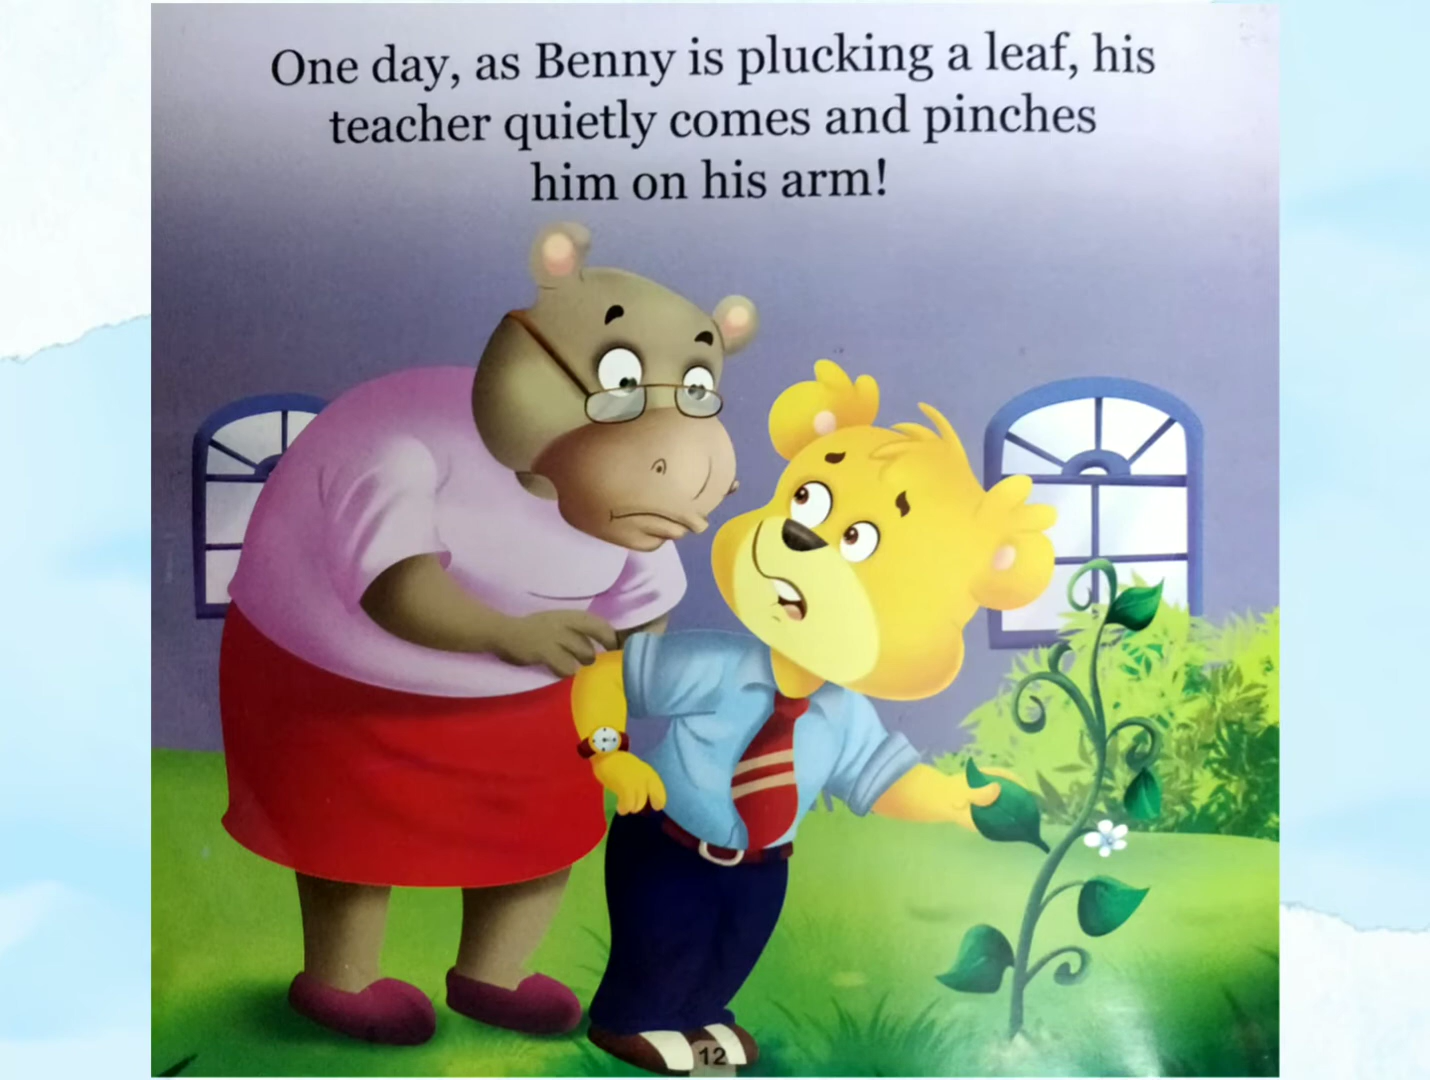 One day, as Benny is plucking a leaf, his
teacher quietly comes and pinches
him on his arm!
12